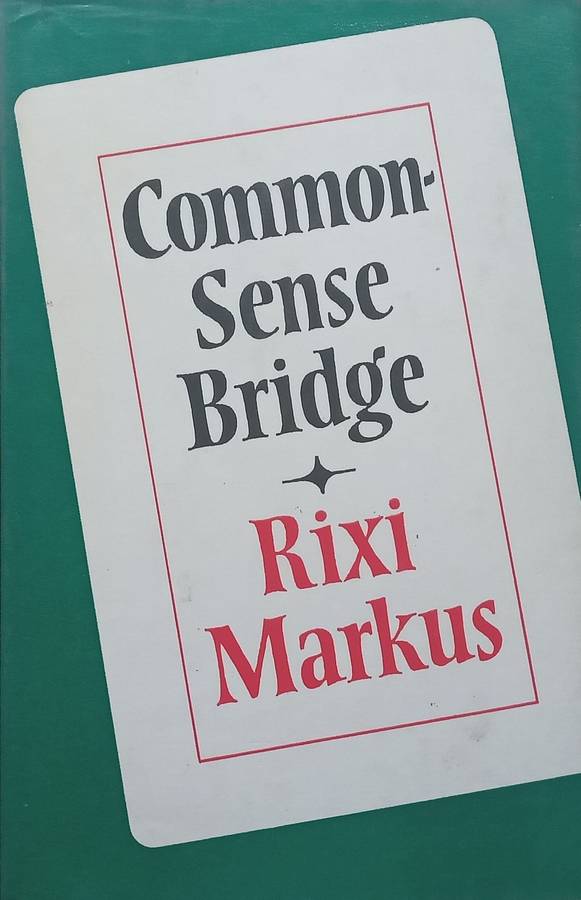 Common-
Sense
Bridge
Rixi
Markus